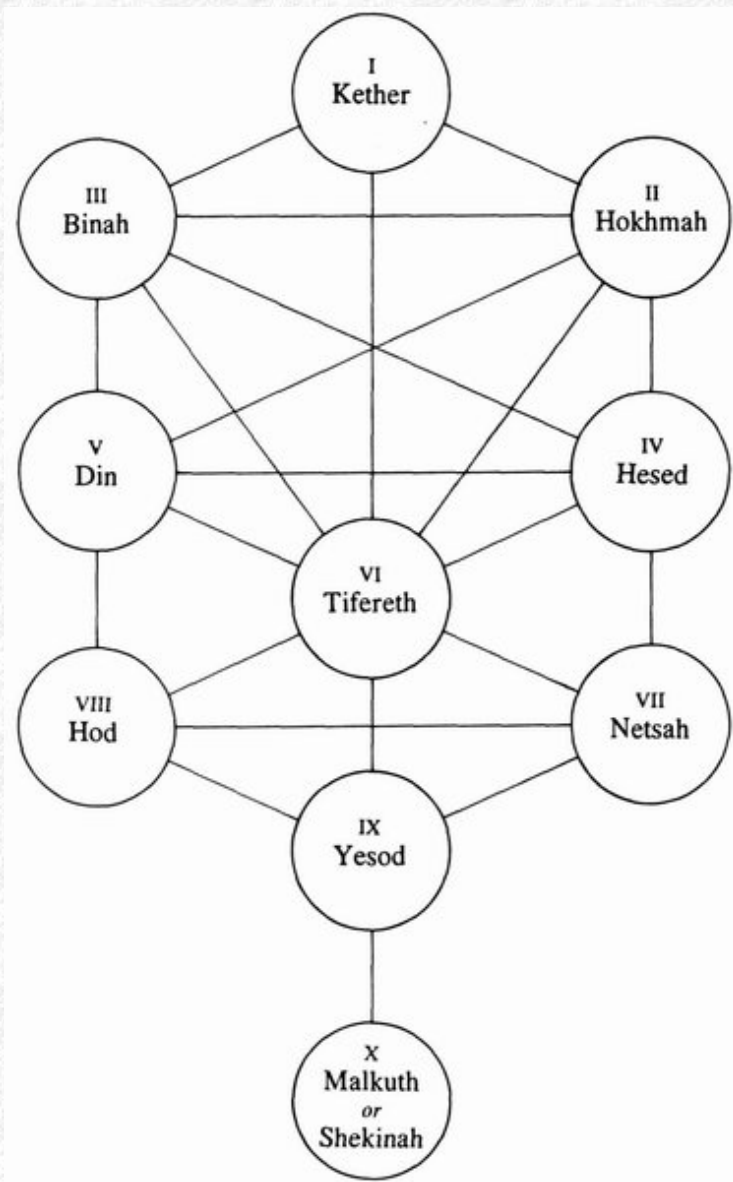 I
Kether
III
Binah
II
Hokhmah
V
Din
IV
Hesed
VI
Tifereth
VIII
Hod
VII
Netsah
IX
Yesod
X
Malkuth
or
Shekinah